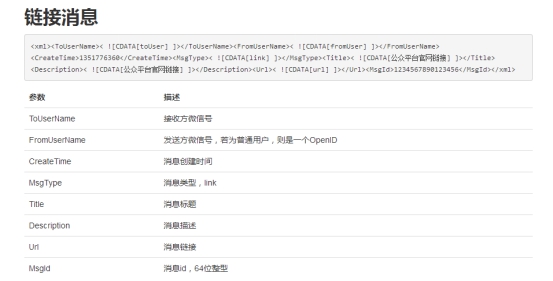 链接消息
<xml><ToUserName>< ![CDATA[toUser] ]></ToUserName><FromUserName>< ![CDATA[fromUser] ]></FromUserName>
<CreateTime>1351776360</CreateTime><MsgType>< ![CDATA[link] ]></MsgType><Title>< ![CDATA[公众平台官网链接] ]></Title>
<Description>< ![CDATA[公众平台官网链接] ]></Description><Url>< ![CDATA[url] ]></Url><MsgId>1234567890123456</MsgId></xml>
参数 描述
ToUserName 接收方微信号
FromUserName 发送方微信号，若为普通用户，则是一个OpenID
CreateTime 消息创建时间
MsgType 消息类型，link
Title 消息标题
Description 消息描述
Url 消息链接
MsgId 消息id，64位整型